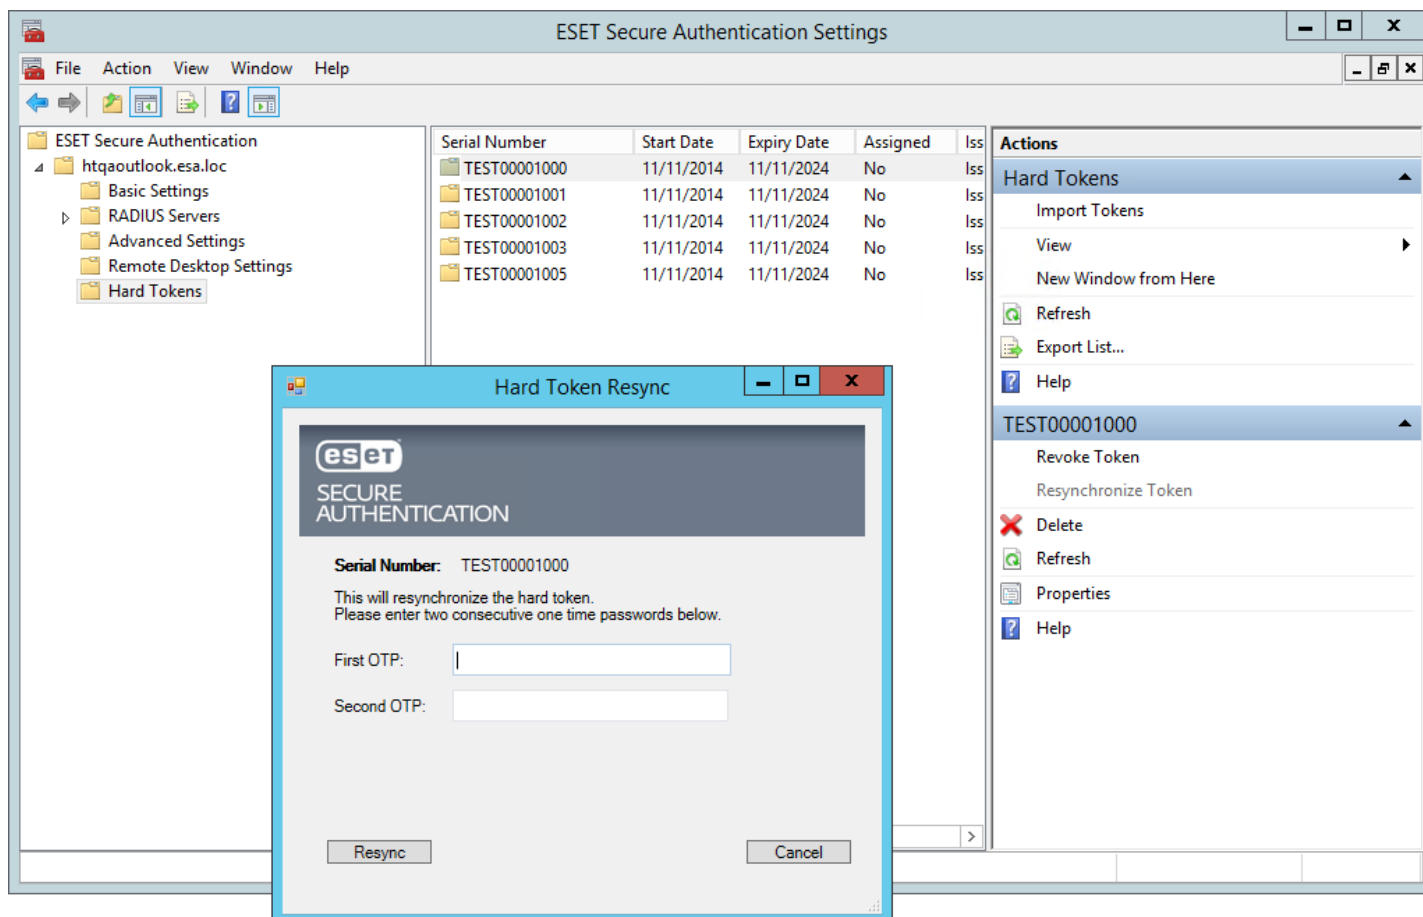 ESET Secure Authentication Settings
File Action View Window Help
ESET Secure Authentication
htqaoutlook.esa.loc
Basic Settings
RADIUS Servers
Advanced Settings
Remote Desktop Settings
Hard Tokens
Serial Number Start Date Expiry Date Assigned Iss
TEST00001000 11/11/2014 11/11/2024 No Iss
TEST00001001 11/11/2014 11/11/2024 No Iss
TEST00001002 11/11/2014 11/11/2024 No Iss
TEST00001003 11/11/2014 11/11/2024 No Iss
TEST00001005 11/11/2014 11/11/2024 No Iss
Actions
Hard Tokens
Import Tokens
View
New Window from Here
Refresh
Export List...
Help
TEST00001000
Revoke Token
Resynchronize Token
Delete
Refresh
Properties
Help
Hard Token Resync
eset
SECURE
AUTHENTICATION
Serial Number: TEST00001000
This will resynchronize the hard token.
Please enter two consecutive one time passwords below.
First OTP:
Second OTP:
Resync Cancel